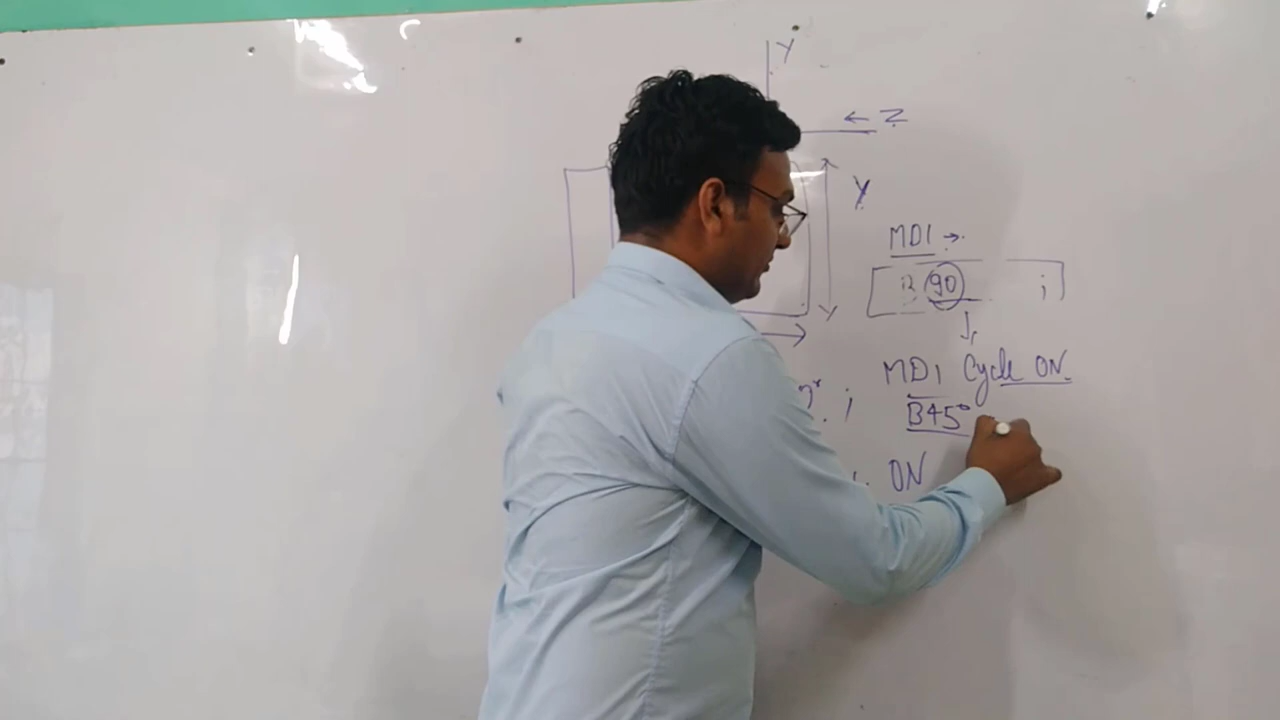 Y
← Z
Y
MDI →
B 90 ;
MDI Cycle ON.
;
B45°
ON